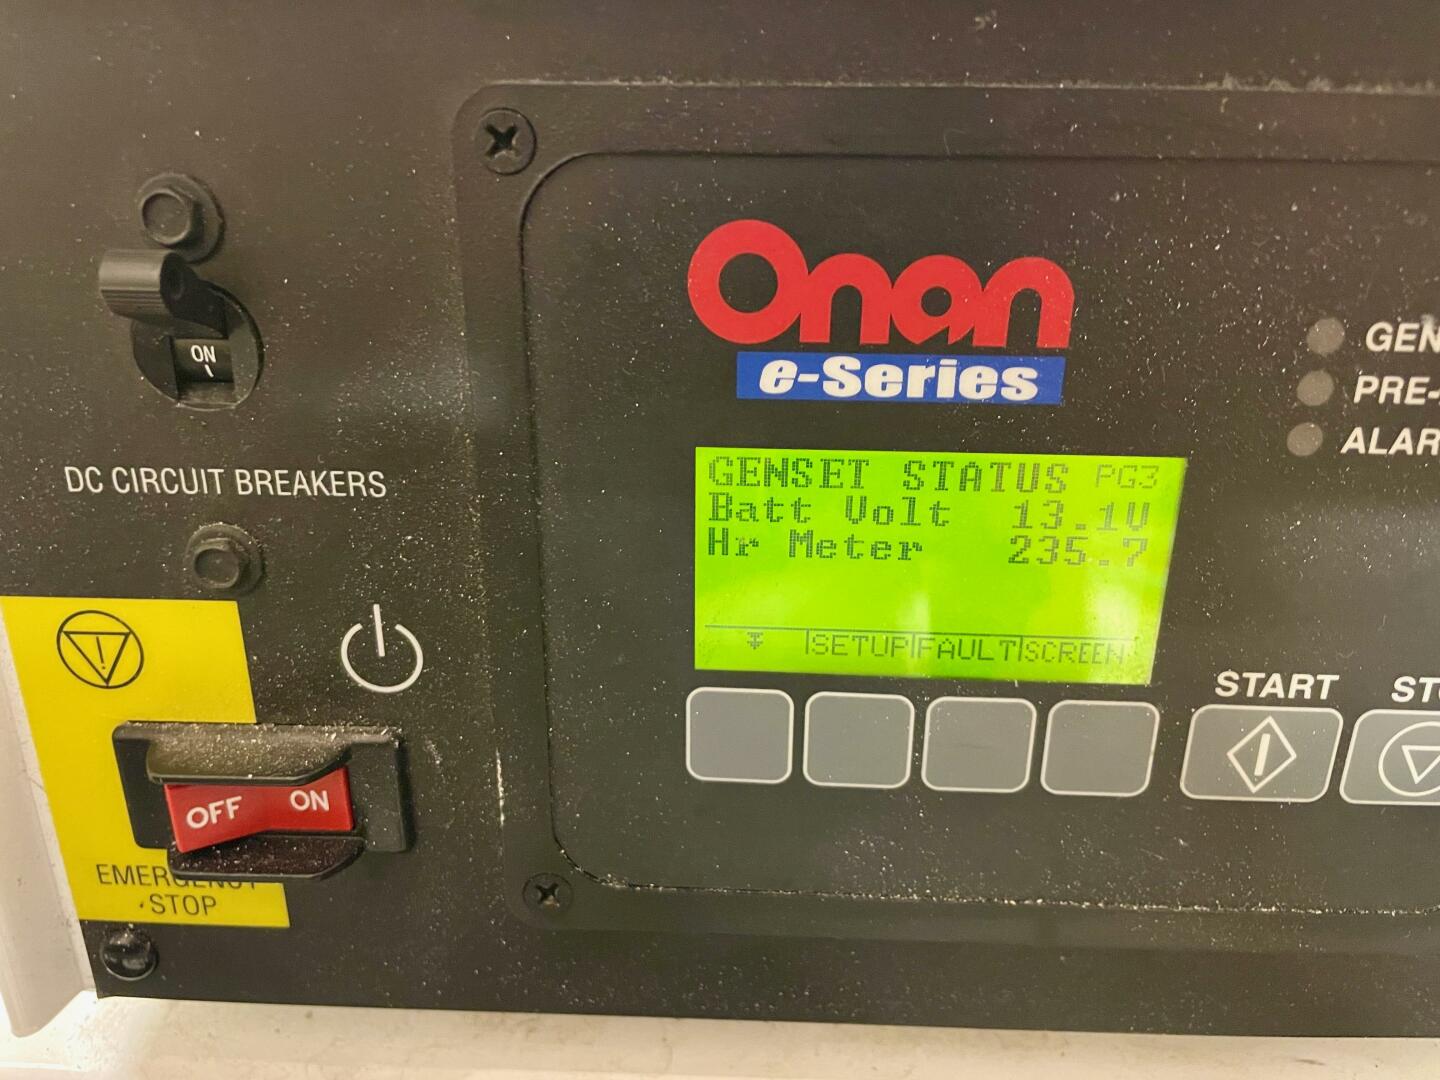 ON
DC CIRCUIT BREAKERS
OFF ON
EMERGENCY
STOP
Onan
e-Series
GENSET STATUS PG3
Batt Volt 13.1V
Hr Meter 235.7
SETUP FAULT SCREEN
START